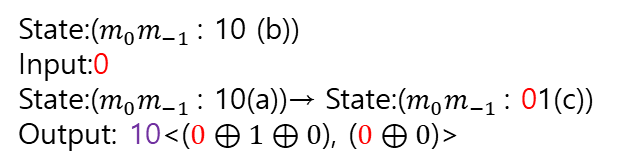 State:(m₀m₋₁ : 10 (b))
Input:0
State:(m₀m₋₁ : 10(a))→ State:(m₀m₋₁ : 01(c))
Output: 10<(0 ⊕ 1 ⊕ 0), (0 ⊕ 0)>